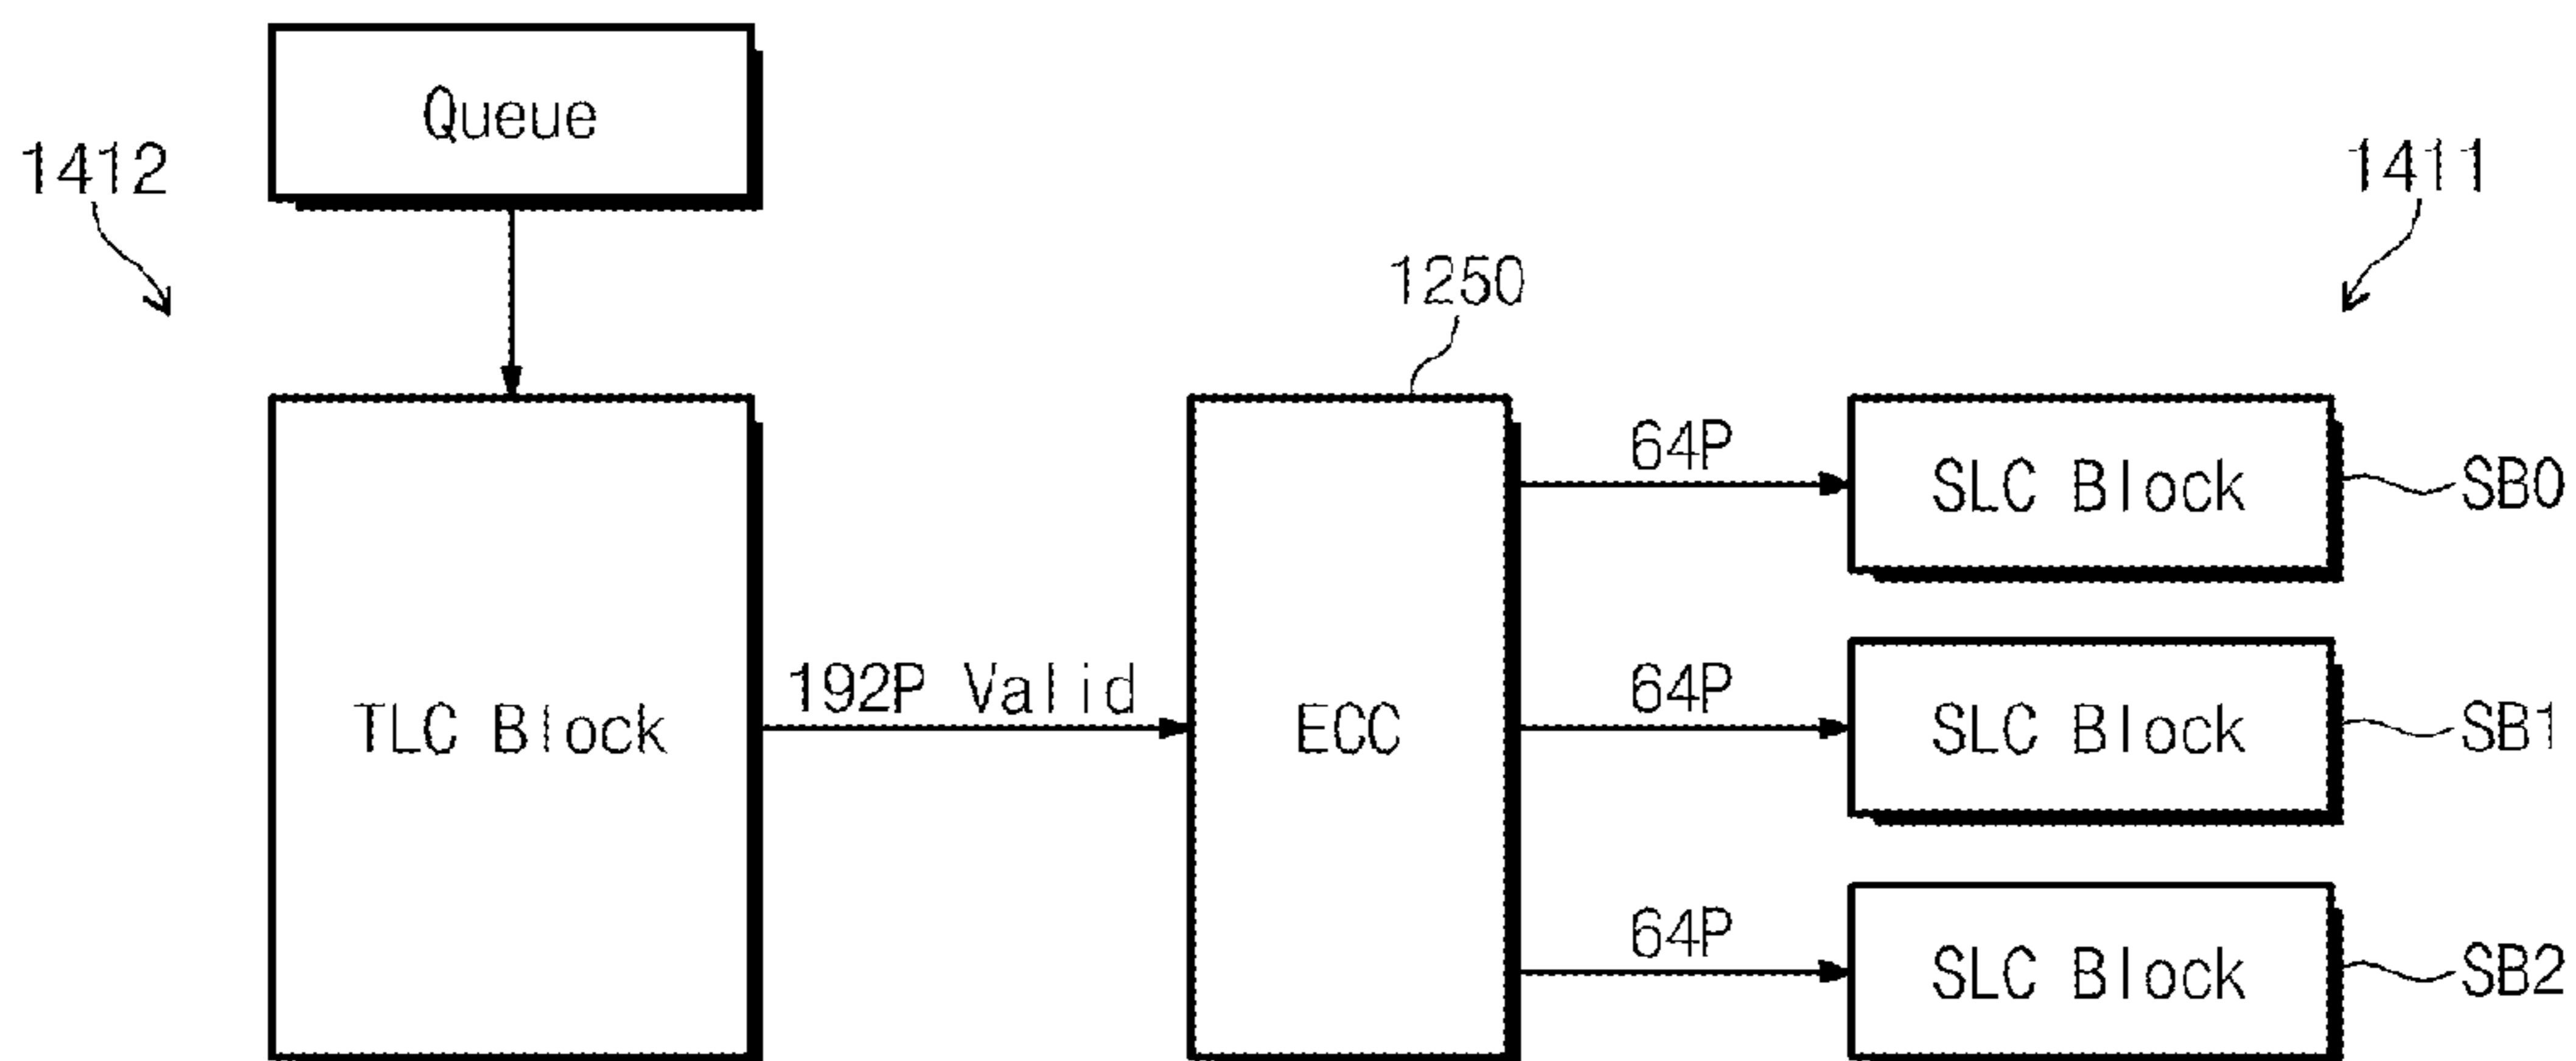 Queue
1412
1411
1250
64P
SLC Block
SB0
192P Valid
64P
TLC Block
ECC
SLC Block
SB1
64P
SLC Block
SB2